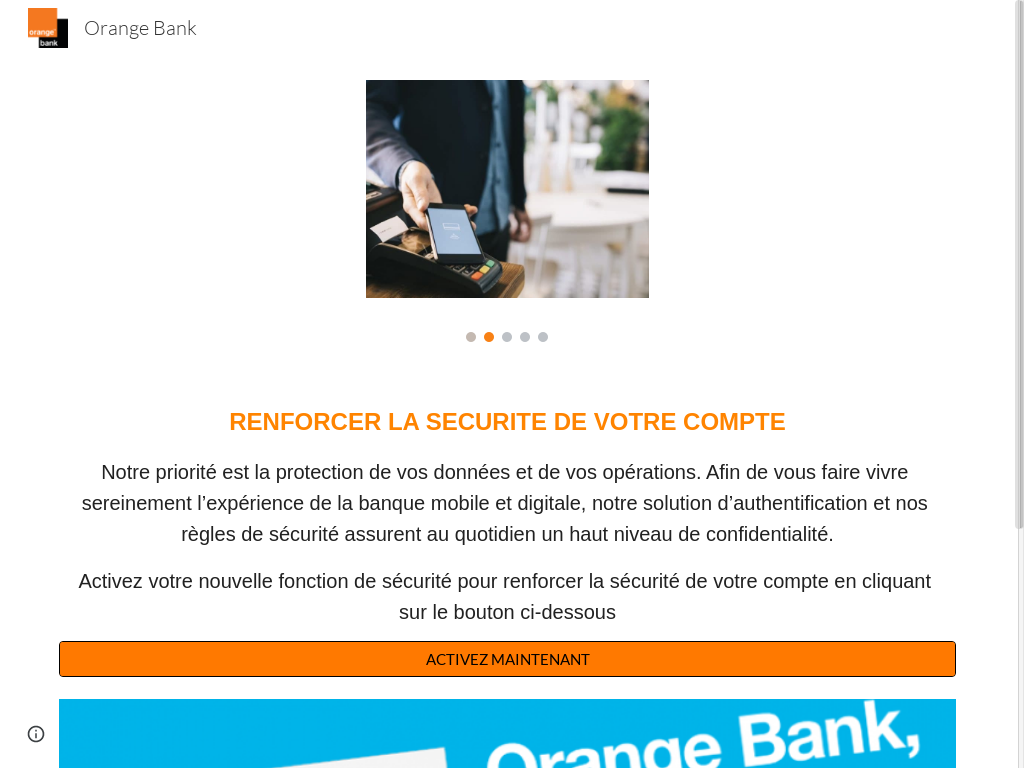 orange
bank
Orange Bank
RENFORCER LA SECURITE DE VOTRE COMPTE
Notre priorité est la protection de vos données et de vos opérations. Afin de vous faire vivre
sereinement l’expérience de la banque mobile et digitale, notre solution d’authentification et nos
règles de sécurité assurent au quotidien un haut niveau de confidentialité.
Activez votre nouvelle fonction de sécurité pour renforcer la sécurité de votre compte en cliquant
sur le bouton ci-dessous
ACTIVEZ MAINTENANT
Orange Bank,